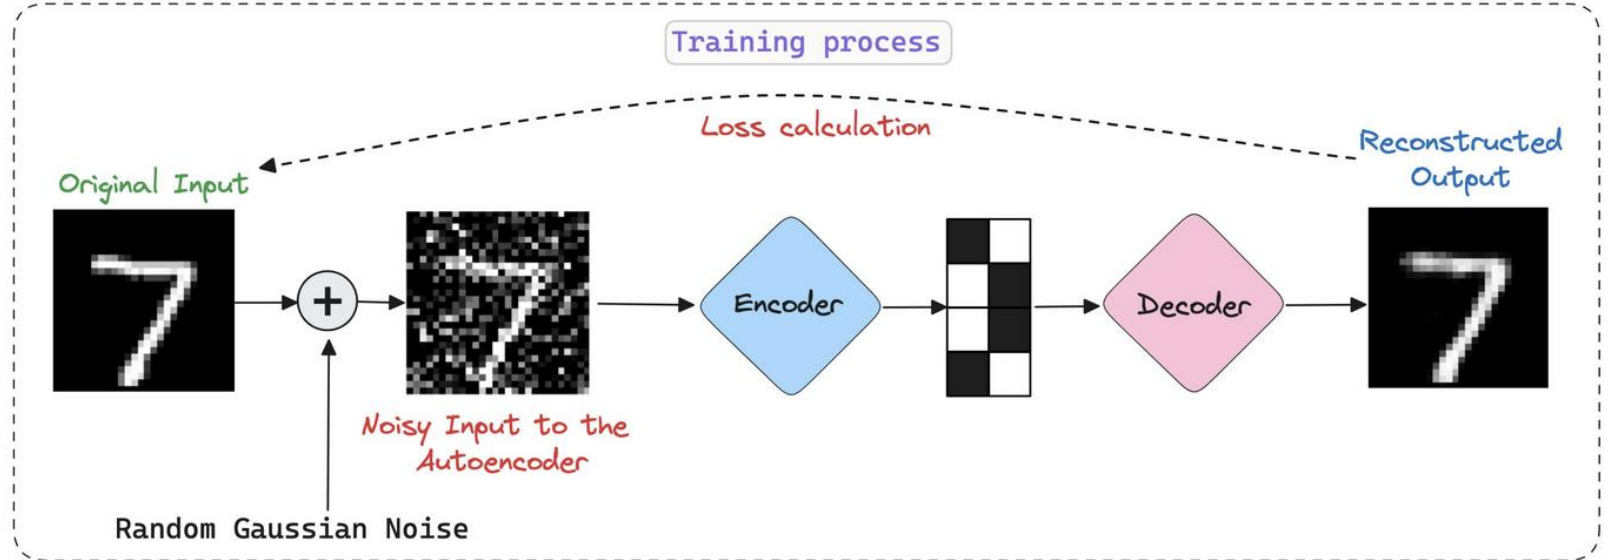 Training process
Loss calculation
Original Input
Reconstructed
Output
+
Encoder
Decoder
Noisy Input to the
Autoencoder
Random Gaussian Noise